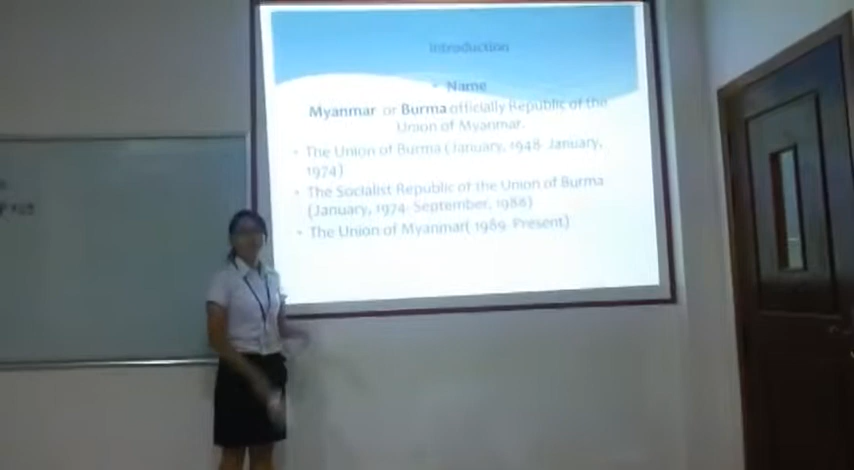 Introduction
• Name
Myanmar or Burma officially Republic of the
Union of Myanmar.
• The Union of Burma (January, 1948- January,
1974)
• The Socialist Republic of the Union of Burma
(January, 1974- September, 1988)
• The Union of Myanmar( 1989-Present)